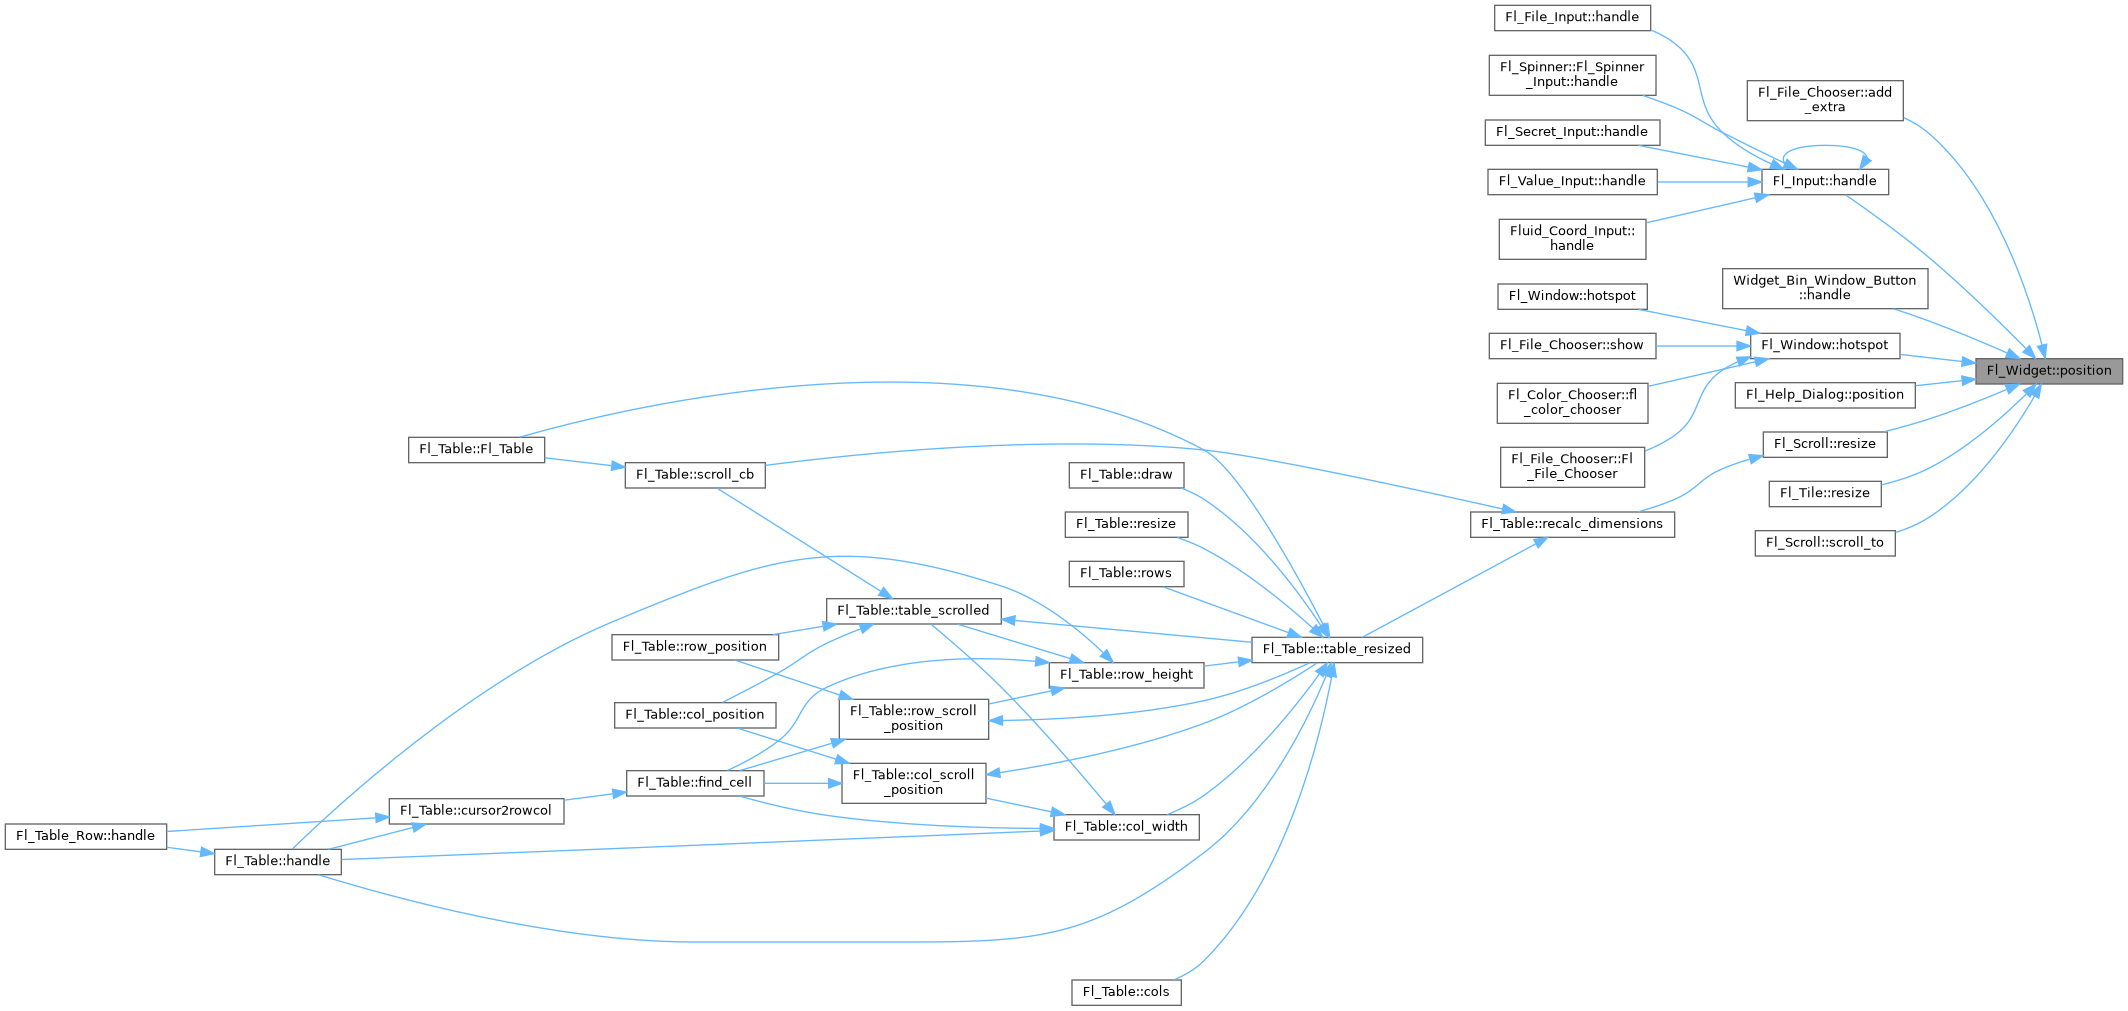 Fl_File_Input::handle
Fl_Spinner::Fl_Spinner
_Input::handle
Fl_File_Chooser::add
_extra
Fl_Secret_Input::handle
Fl_Input::handle
Fl_Value_Input::handle
Fluid_Coord_Input::
handle
Widget_Bin_Window_Button
::handle
Fl_Window::hotspot
Fl_File_Chooser::show
Fl_Window::hotspot
Fl_Widget::position
Fl_Color_Chooser::fl
_color_chooser
Fl_Help_Dialog::position
Fl_Table::Fl_Table
Fl_Scroll::resize
Fl_File_Chooser::Fl
_File_Chooser
Fl_Table::scroll_cb
Fl_Table::draw
Fl_Tile::resize
Fl_Table::resize
Fl_Table::recalc_dimensions
Fl_Scroll::scroll_to
Fl_Table::rows
Fl_Table::table_scrolled
Fl_Table::row_position
Fl_Table::table_resized
Fl_Table::row_height
Fl_Table::col_position
Fl_Table::row_scroll
_position
Fl_Table::find_cell
Fl_Table::col_scroll
_position
Fl_Table::cursor2rowcol
Fl_Table::col_width
Fl_Table_Row::handle
Fl_Table::handle
Fl_Table::cols